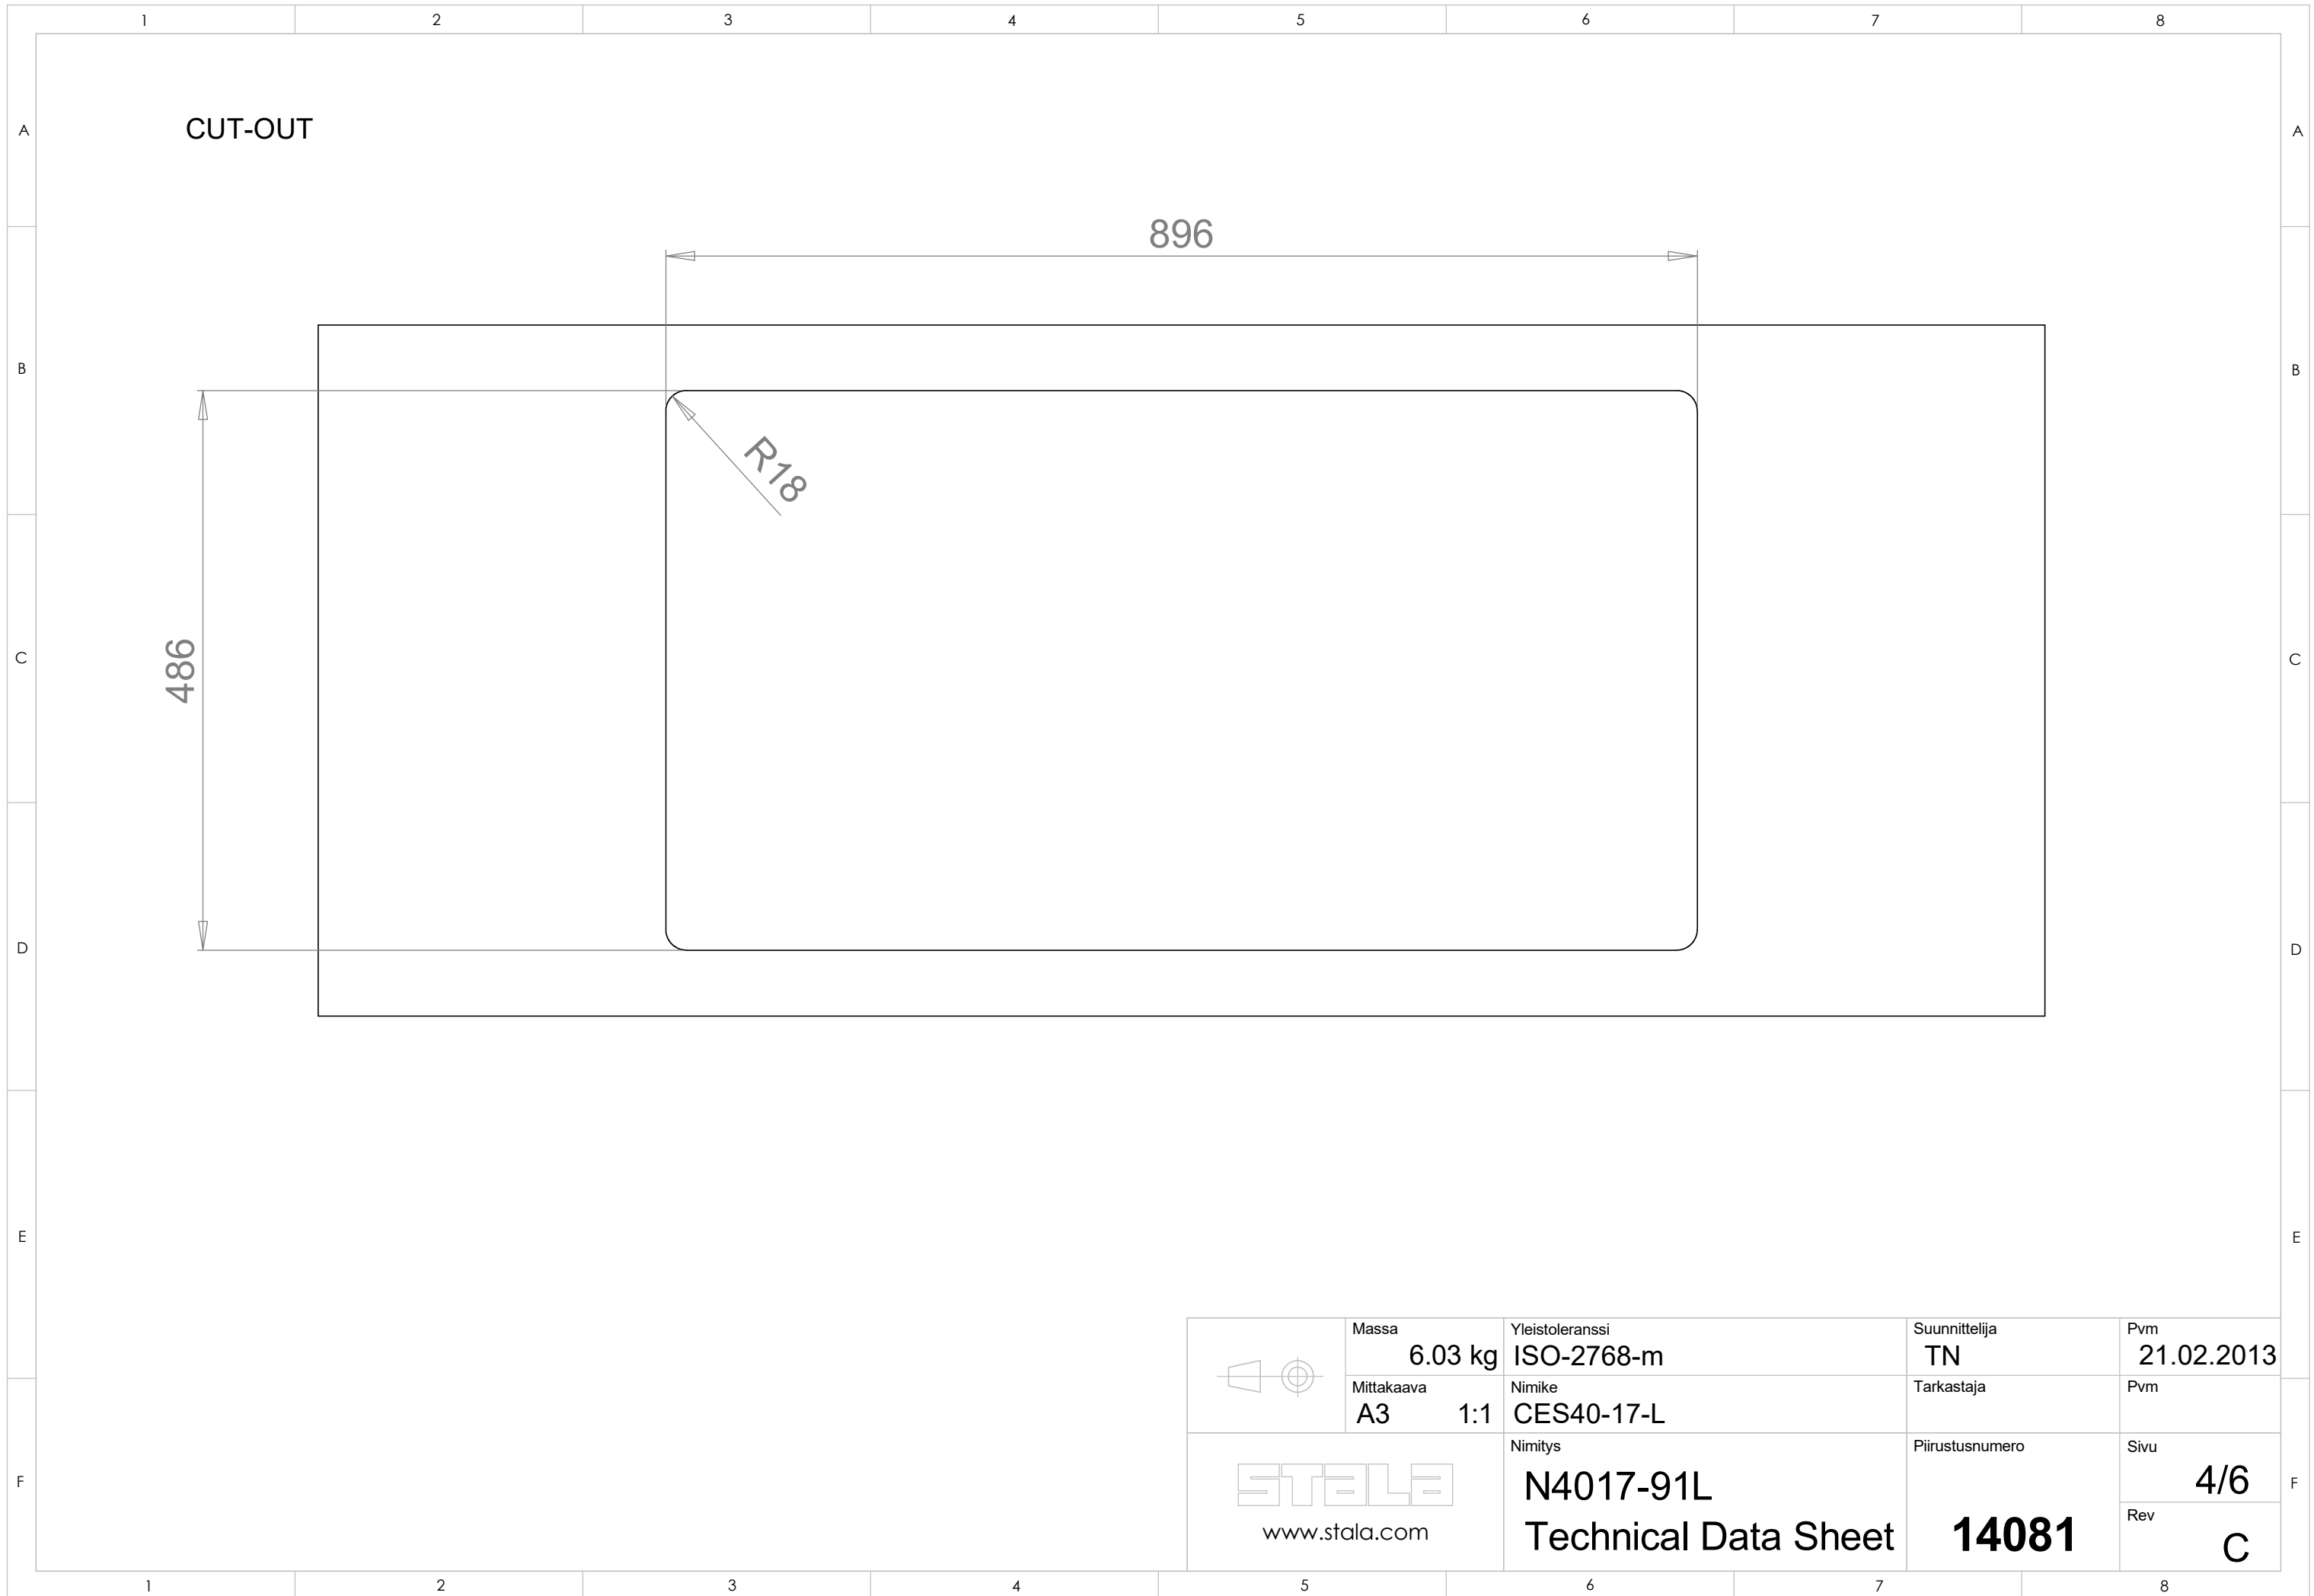 1 2 3 4 5 6 7 8
A A
CUT-OUT
896
B B
R18
486
C C
D D
E E
Massa
6.03 kg
Yleistoleranssi
ISO-2768-m
Suunnittelija
TN
Pvm
21.02.2013
Mittakaava
A3 1:1
Nimike
CES40-17-L
Tarkastaja
Pvm
STALA
www.stala.com
Nimitys
N4017-91L
Technical Data Sheet
Piirustusnumero
14081
Sivu
4/6
Rev
C
F F
1 2 3 4 5 6 7 8